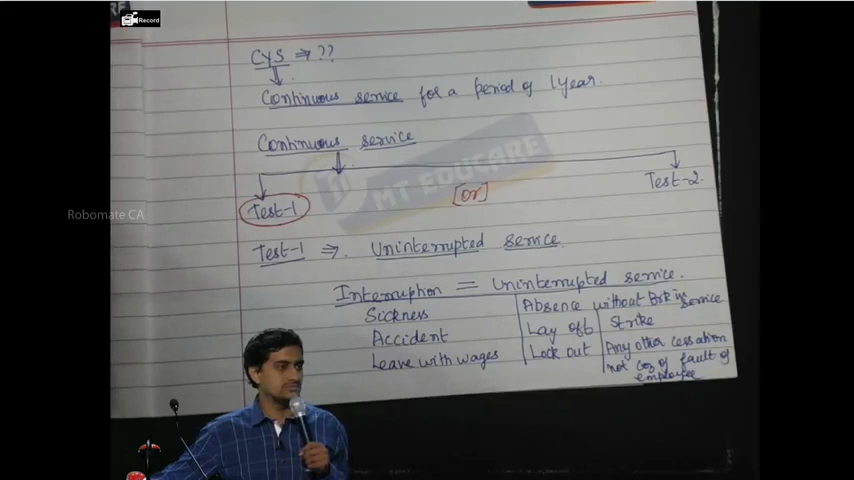 Record
CYS ⇒ ??
Continuous service for a period of 1 year.
Continuous service
Test-1 [or] Test-2.
MT EDUCARE
Robomate CA
Test-1 ⇒ Uninterrupted service.
Interruption = Uninterrupted service.
Sickness
Accident
Leave with wages
Absence without Brk in service
Lay off
Lock out
Strike
Any other cessation
not coz of fault of
employee